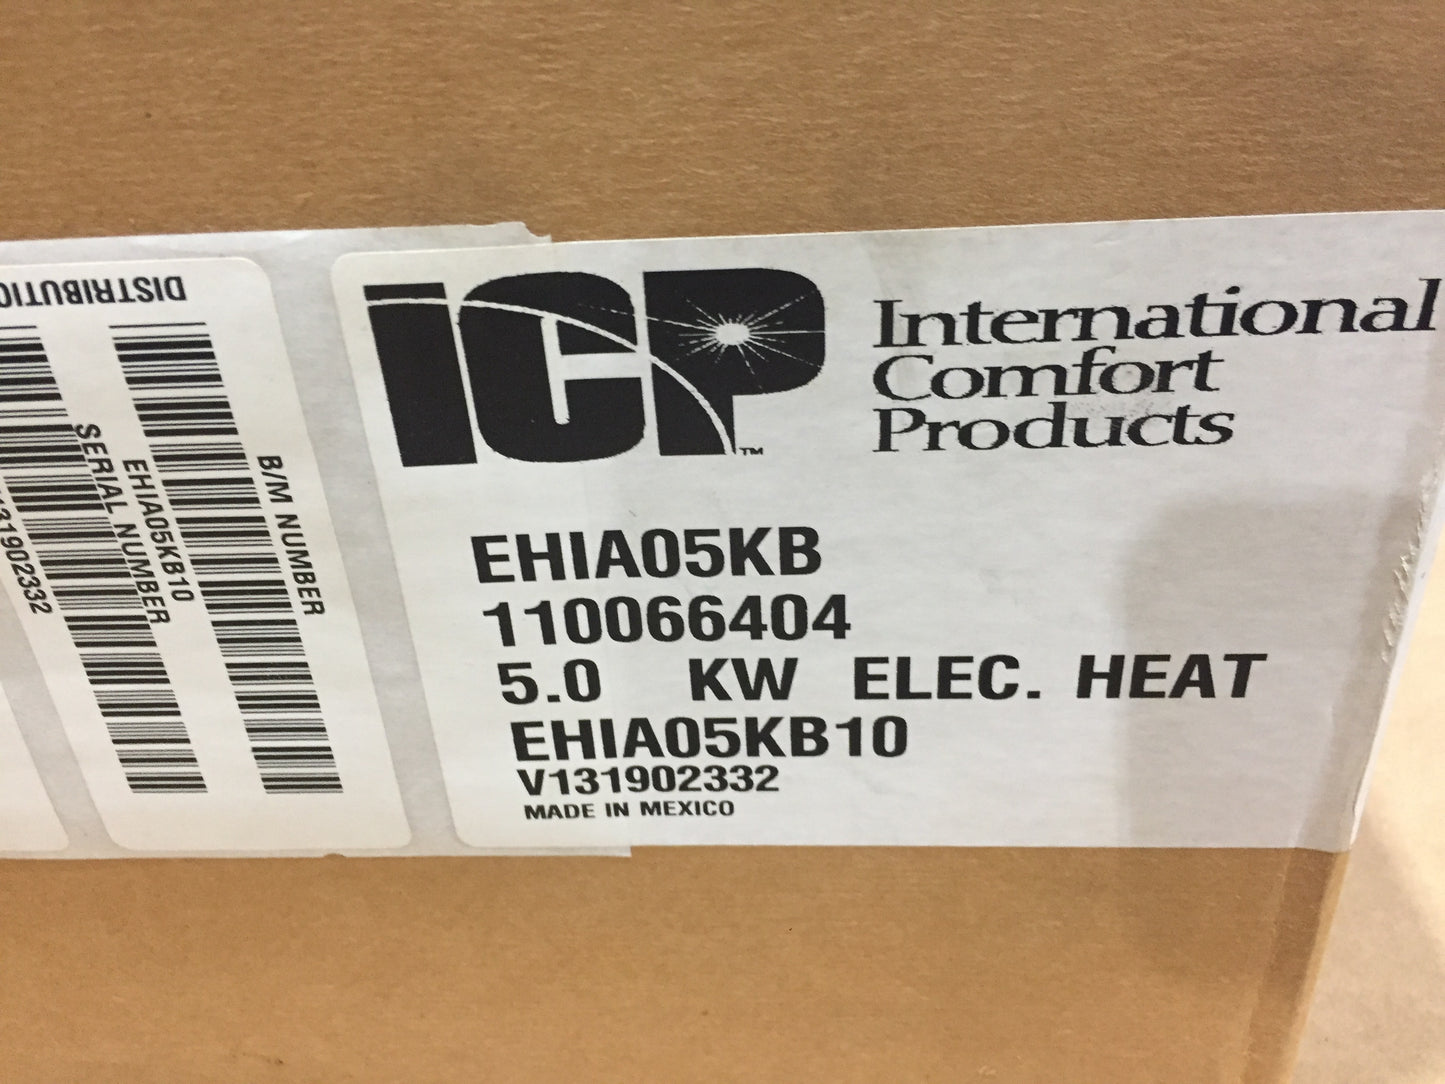 DISTRIBUTIO
B/M NUMBER
EHIA05KB10
SERIAL NUMBER
131902332
ICP™
International
Comfort
Products
EHIA05KB
110066404
5.0 KW ELEC. HEAT
EHIA05KB10
V131902332
MADE IN MEXICO